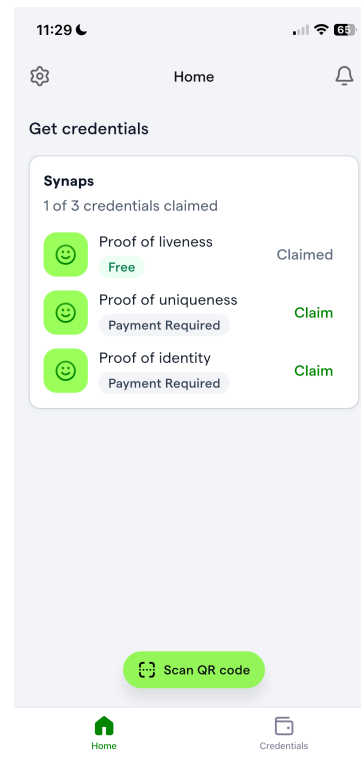 11:29
65
Home
Get credentials
Synaps
1 of 3 credentials claimed
Proof of liveness
Free
Claimed
Proof of uniqueness
Payment Required
Claim
Proof of identity
Payment Required
Claim
Scan QR code
Home
Credentials